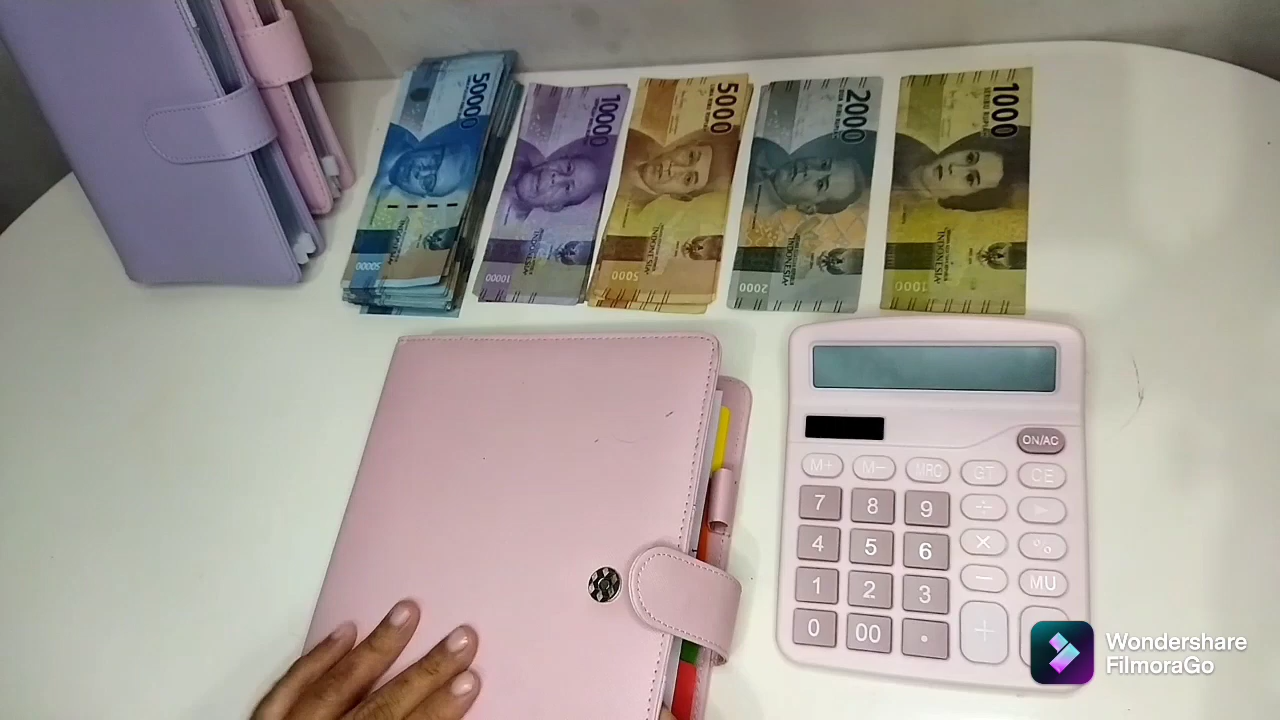 50000
INDONESIA
50000
10000
INDONESIA
10000
5000
INDONESIA
5000
2000
INDONESIA
2000
1000
INDONESIA
1000
ON/AC
M+ M- MRC GT CE
7 8 9 ÷ ►
4 5 6 × %
1 2 3 − MU
0 00 . +
Wondershare
FilmoraGo